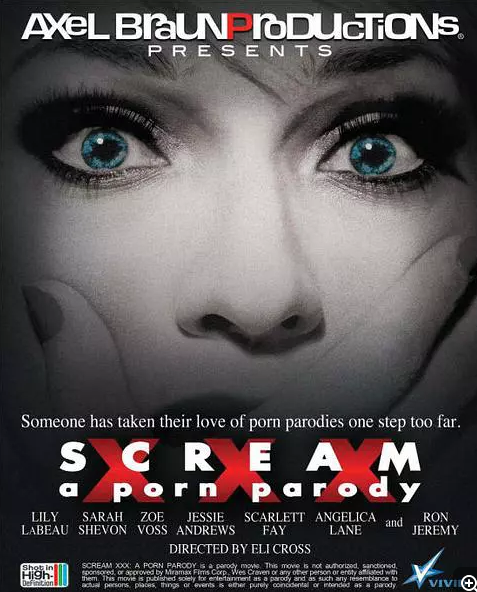 AXEL BRAUN PRODUCTIONS®
PRESENTS
Someone has taken their love of porn parodies one step too far.
XXX
SCREAM
a porn parody
LILY LABEAU SARAH SHEVON ZOE VOSS JESSIE ANDREWS SCARLETT FAY ANGELICA LANE and RON JEREMY
DIRECTED BY ELI CROSS
Shot in
High-
Definition
SCREAM XXX: A PORN PARODY is a parody movie. This movie is not authorized, sanctioned,
sponsored, or approved by Miramax Films Corp., Wes Craven or any other person or entity affiliated with
them. This movie is published solely for entertainment as a parody and as such any resemblance to
actual persons, places, things or events is either purely coincidental or intended as a parody.